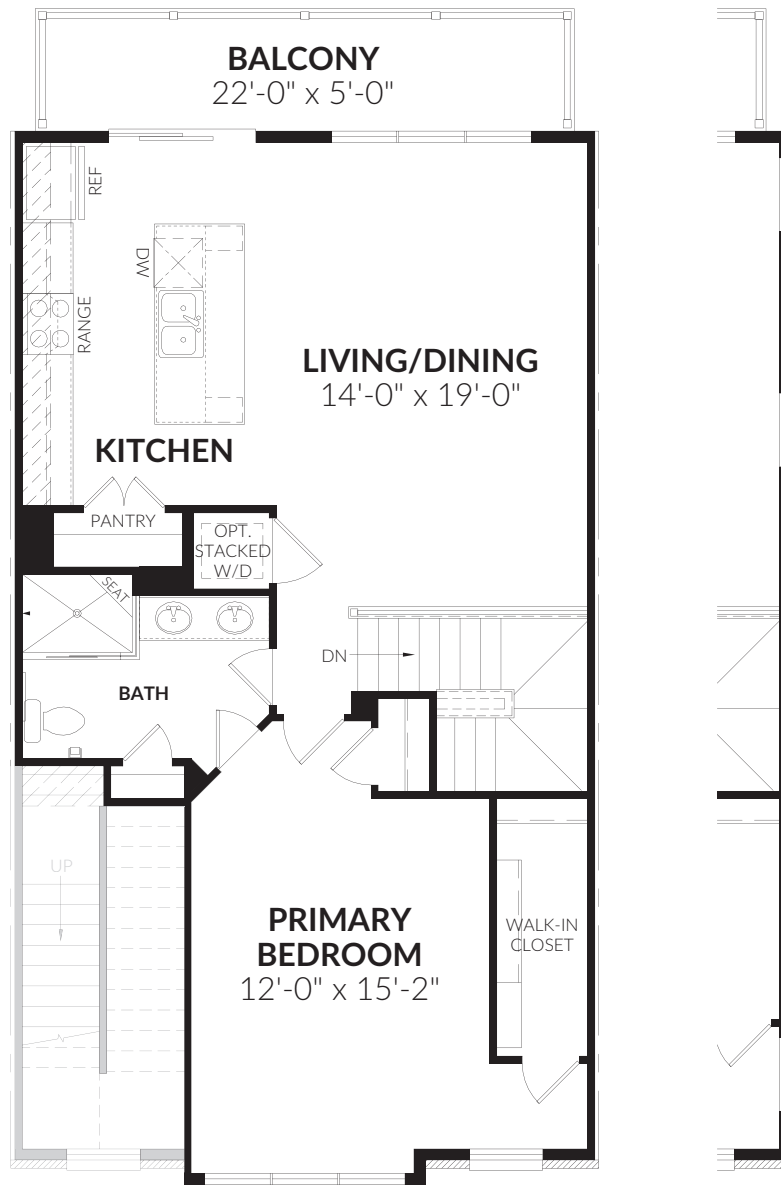 BALCONY
22'-0" x 5'-0"
REF
DW
RANGE
LIVING/DINING
14'-0" x 19'-0"
KITCHEN
PANTRY
OPT.
STACKED
W/D
SEAT
DN
BATH
UP
PRIMARY
BEDROOM
12'-0" x 15'-2"
WALK-IN
CLOSET